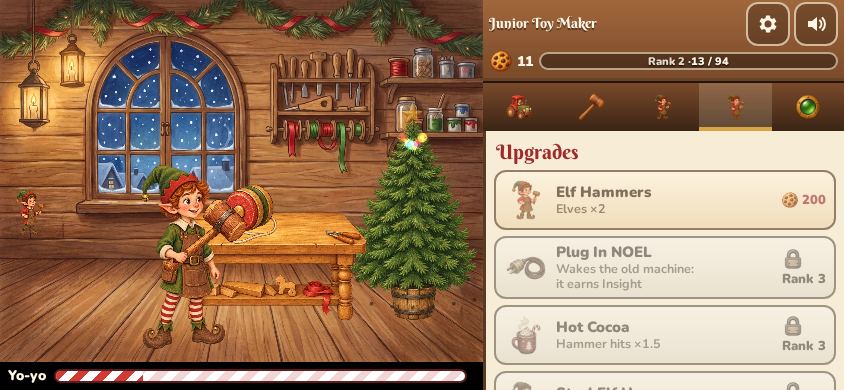 Junior Toy Maker
11
Rank 2 · 13 / 94
Upgrades
Elf Hammers
Elves ×2
200
Plug In NOEL
Wakes the old machine:
it earns Insight
Rank 3
Hot Cocoa
Hammer hits ×1.5
Rank 3
Yo-yo